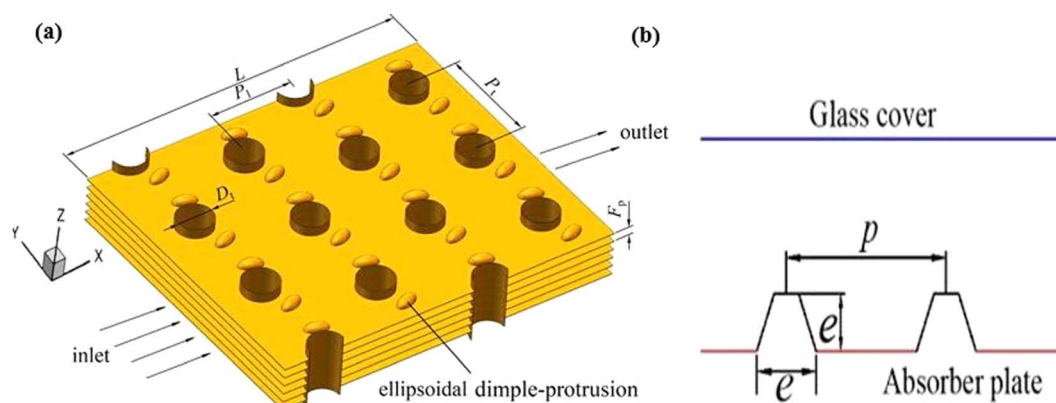 (a)
L
P₁
Pₜ
outlet
D₁
Fₚ
Y
Z
X
inlet
ellipsoidal dimple-protrusion
(b)
Glass cover
p
e
e
Absorber plate